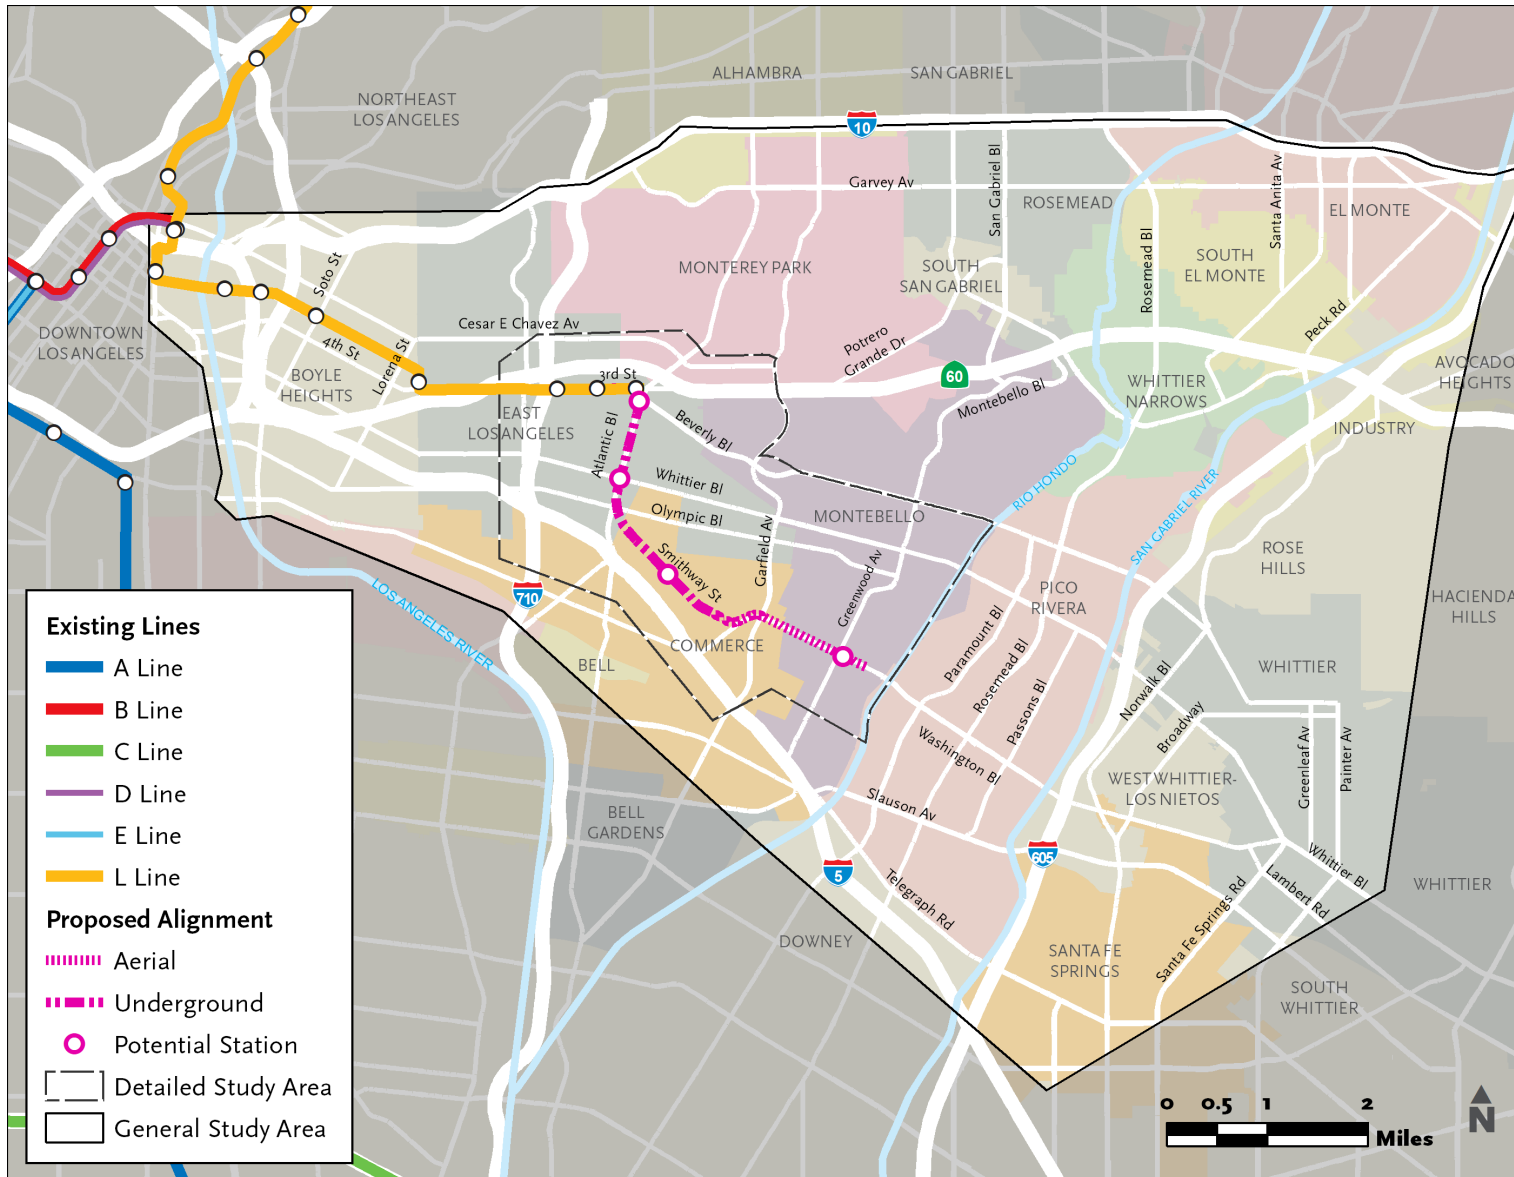 ALHAMBRA
SAN GABRIEL
NORTHEAST
LOS ANGELES
10
Garvey Av
San Gabriel Bl
ROSEMEAD
Santa Anita Av
EL MONTE
MONTEREY PARK
SOUTH
SAN GABRIEL
Rosemead Bl
SOUTH
EL MONTE
Soto St
DOWNTOWN
LOS ANGELES
Cesar E Chavez Av
4th St
Lorena St
Potrero
Grande Dr
Peck Rd
BOYLE
HEIGHTS
3rd St
60
Montebello Bl
WHITTIER
NARROWS
AVOCADO
HEIGHTS
EAST
LOS ANGELES
Atlantic Bl
Beverly Bl
INDUSTRY
Whittier Bl
Olympic Bl
MONTEBELLO
RIO HONDO
SAN GABRIEL RIVER
Garfield Av
Smithway St
Greenwood Av
ROSE
HILLS
710
LOS ANGELES RIVER
PICO
RIVERA
HACIENDA
HILLS
COMMERCE
BELL
Paramount Bl
Rosemead Bl
Passons Bl
Norwalk Bl
Broadway
WHITTIER
Washington Bl
Greenleaf Av
Painter Av
WEST WHITTIER-
LOS NIETOS
Slauson Av
BELL
GARDENS
5
605
Whittier Bl
Lambert Rd
WHITTIER
Telegraph Rd
Santa Fe Springs Rd
DOWNEY
SANTA FE
SPRINGS
SOUTH
WHITTIER
Existing Lines
A Line
B Line
C Line
D Line
E Line
L Line
Proposed Alignment
Aerial
Underground
Potential Station
Detailed Study Area
General Study Area
0 0.5 1 2
Miles
N